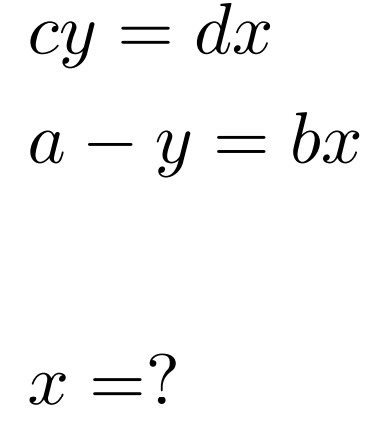 cy = dx
a − y = bx
x =?